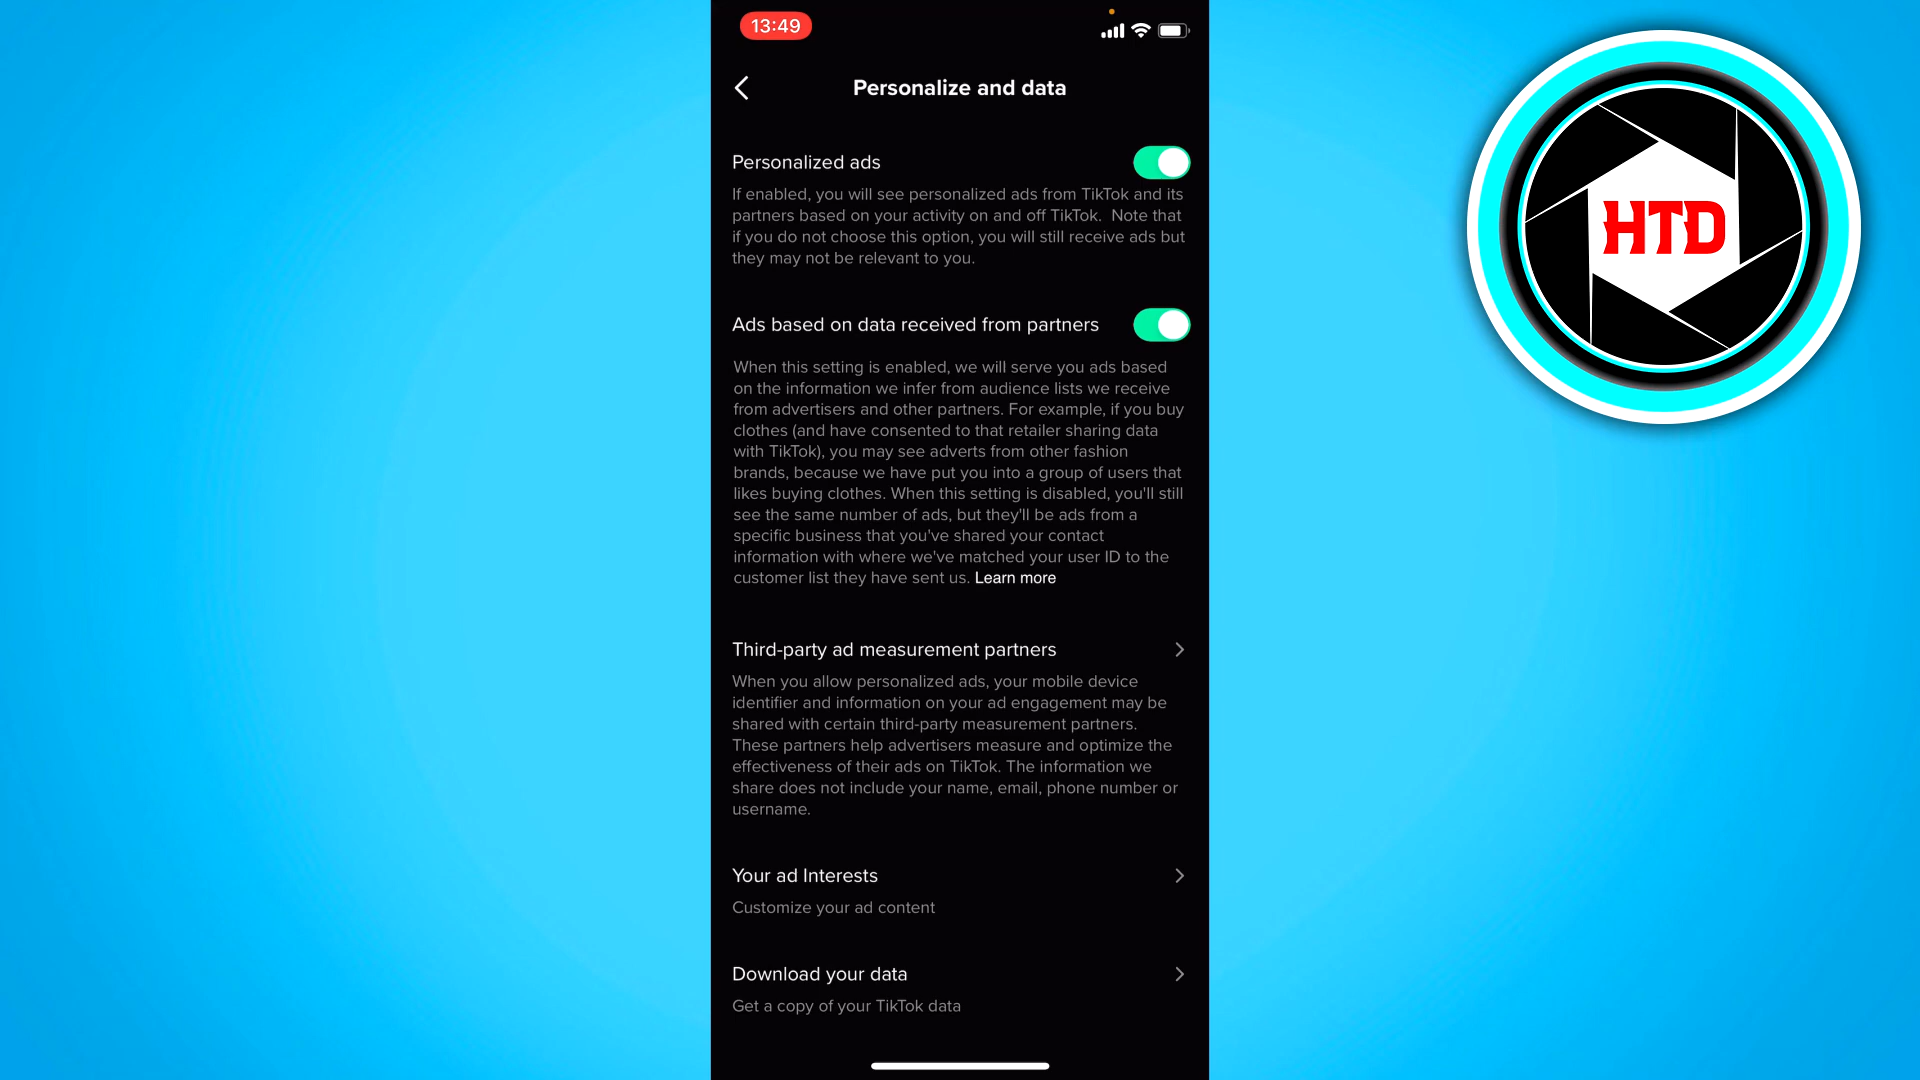 13:49
Personalize and data
Personalized ads
If enabled, you will see personalized ads from TikTok and its
partners based on your activity on and off TikTok. Note that
if you do not choose this option, you will still receive ads but
they may not be relevant to you.
Ads based on data received from partners
When this setting is enabled, we will serve you ads based
on the information we infer from audience lists we receive
from advertisers and other partners. For example, if you buy
clothes (and have consented to that retailer sharing data
with TikTok), you may see adverts from other fashion
brands, because we have put you into a group of users that
likes buying clothes. When this setting is disabled, you'll still
see the same number of ads, but they'll be ads from a
specific business that you've shared your contact
information with where we've matched your user ID to the
customer list they have sent us. Learn more
Third-party ad measurement partners
When you allow personalized ads, your mobile device
identifier and information on your ad engagement may be
shared with certain third-party measurement partners.
These partners help advertisers measure and optimize the
effectiveness of their ads on TikTok. The information we
share does not include your name, email, phone number or
username.
Your ad Interests
Customize your ad content
Download your data
Get a copy of your TikTok data
HTD